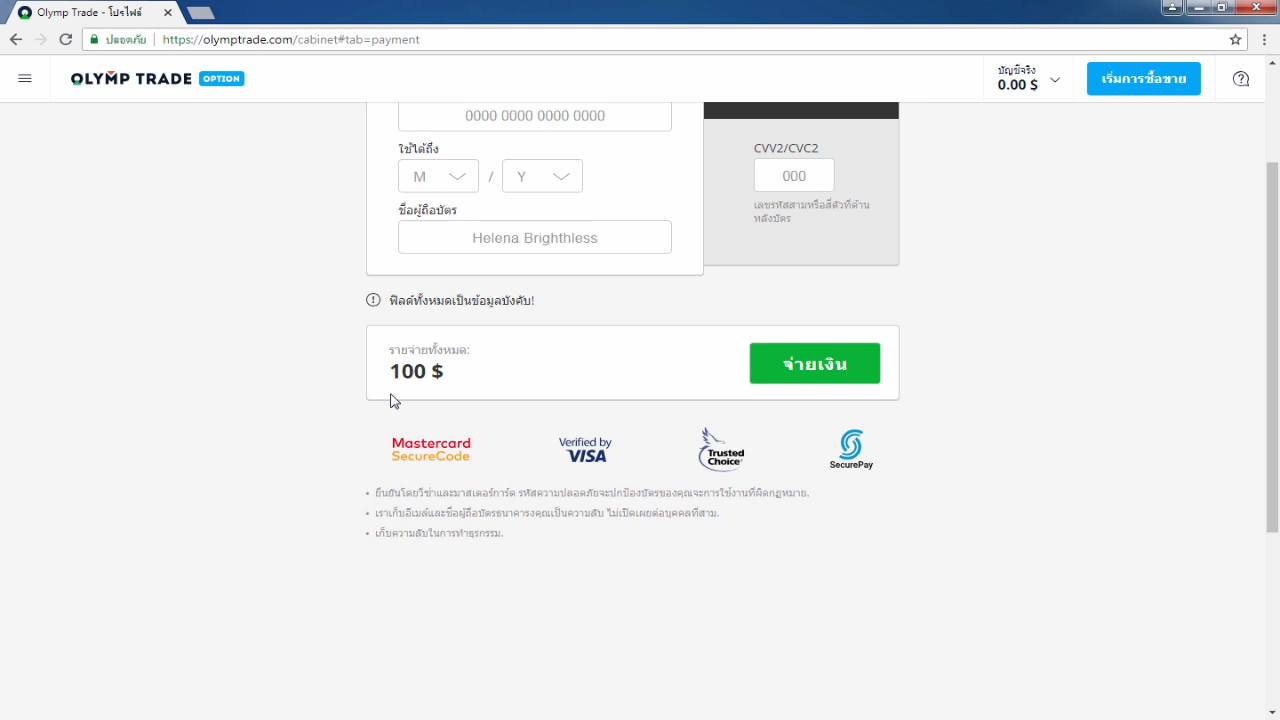 Olymp Trade - โปรไฟล์
ปลอดภัย
https://olymptrade.com/cabinet#tab=payment
OLYMP TRADE OPTION
บัญชีจริง
0.00 $
เริ่มการซื้อขาย
0000 0000 0000 0000
ใช้ได้ถึง
M / Y
ชื่อผู้ถือบัตร
Helena Brighthless
CVV2/CVC2
000
เลขรหัสสามหรือสี่ตัวที่ด้าน
หลังบัตร
ฟิลด์ทั้งหมดเป็นข้อมูลบังคับ!
รายจ่ายทั้งหมด:
100 $
จ่ายเงิน
Mastercard
SecureCode
Verified by
VISA
Trusted
Choice
SecurePay
• ยืนยันโดยวีซ่าและมาสเตอร์การ์ด รหัสความปลอดภัยจะปกป้องบัตรของคุณจะการใช้งานที่ผิดกฏหมาย.
• เราเก็บอีเมล์และชื่อผู้ถือบัตรธนาคารงคุณเป็นความลับ ไม่เปิดเผยต่อบุคคลที่สาม.
• เก็บความลับในการทำธุรกรรม.